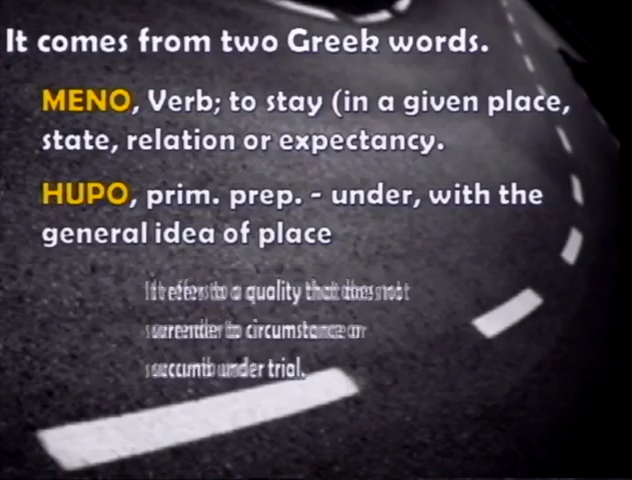 It comes from two Greek words.
MENO, Verb; to stay (in a given place,
state, relation or expectancy.
HUPO, prim. prep. - under, with the
general idea of place
It refers to a quality that does not
surrender to circumstance or
succumb under trial.